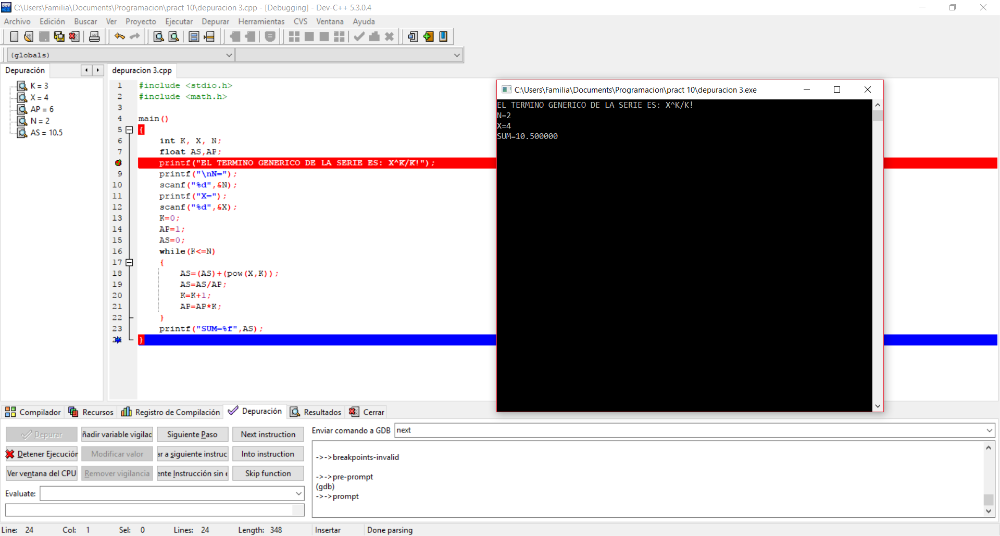 C:\Users\Familia\Documents\Programacion\pract 10\depuracion 3.cpp - [Debugging] - Dev-C++ 5.3.0.4
Archivo Edición Buscar Ver Proyecto Ejecutar Depurar Herramientas CVS Ventana Ayuda
(globals)
Depuración
K = 3
X = 4
AP = 6
N = 2
AS = 10.5
depuracion 3.cpp
1 #include <stdio.h>
2 #include <math.h>
3
4 main()
5 {
6 int K, X, N;
7 float AS,AP;
printf("EL TERMINO GENERICO DE LA SERIE ES: X^K/K!");
9 printf("\nN=");
10 scanf("%d",&N);
11 printf("X=");
12 scanf("%d",&X);
13 K=0;
14 AP=1;
15 AS=0;
16 while(K<=N)
17 {
18 AS=(AS)+(pow(X,K));
19 AS=AS/AP;
20 K=K+1;
21 AP=AP*K;
22 }
23 printf("SUM=%f",AS);
24 }
C:\Users\Familia\Documents\Programacion\pract 10\depuracion 3.exe
EL TERMINO GENERICO DE LA SERIE ES: X^K/K!
N=2
X=4
SUM=10.500000
Compilador Recursos Registro de Compilación Depuración Resultados Cerrar
Depurar ñadir variable vigilac Siguiente Paso Next instruction
Detener Ejecución Modificar valor ar a siguiente instruc Into instruction
Ver ventana del CPU Remover vigilancia ente Instrucción sin e Skip function
Evaluate:
Enviar comando a GDB next
->->breakpoints-invalid
->->pre-prompt
(gdb)
->->prompt
Line: 24 Col: 1 Sel: 0 Lines: 24 Length: 348 Insertar Done parsing